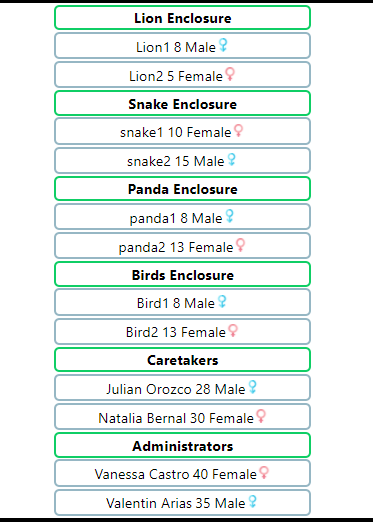 Lion Enclosure
Lion1 8 Male
Lion2 5 Female
Snake Enclosure
snake1 10 Female
snake2 15 Male
Panda Enclosure
panda1 8 Male
panda2 13 Female
Birds Enclosure
Bird1 8 Male
Bird2 13 Female
Caretakers
Julian Orozco 28 Male
Natalia Bernal 30 Female
Administrators
Vanessa Castro 40 Female
Valentin Arias 35 Male